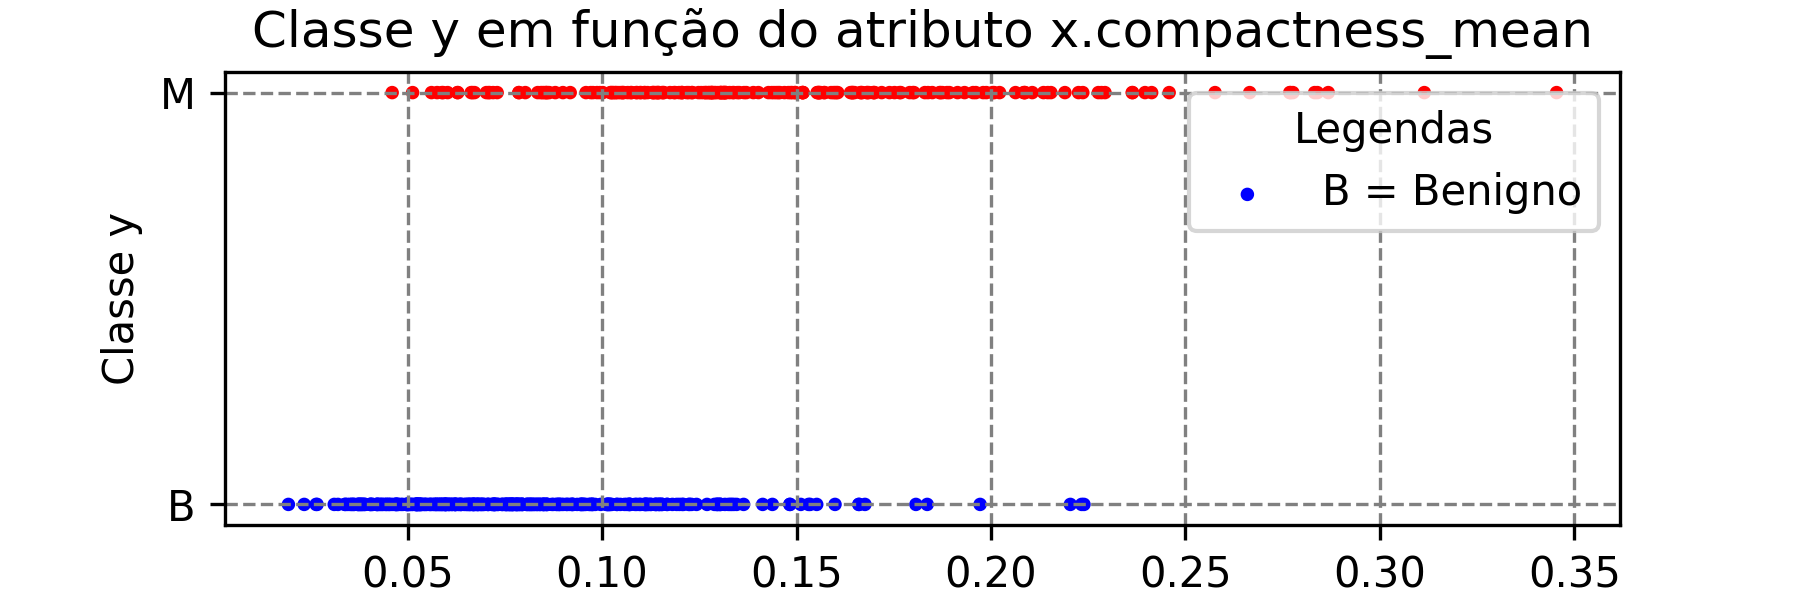 Classe y em função do atributo x.compactness_mean
M
Legendas
B = Benigno
Classe y
B
0.05 0.10 0.15 0.20 0.25 0.30 0.35